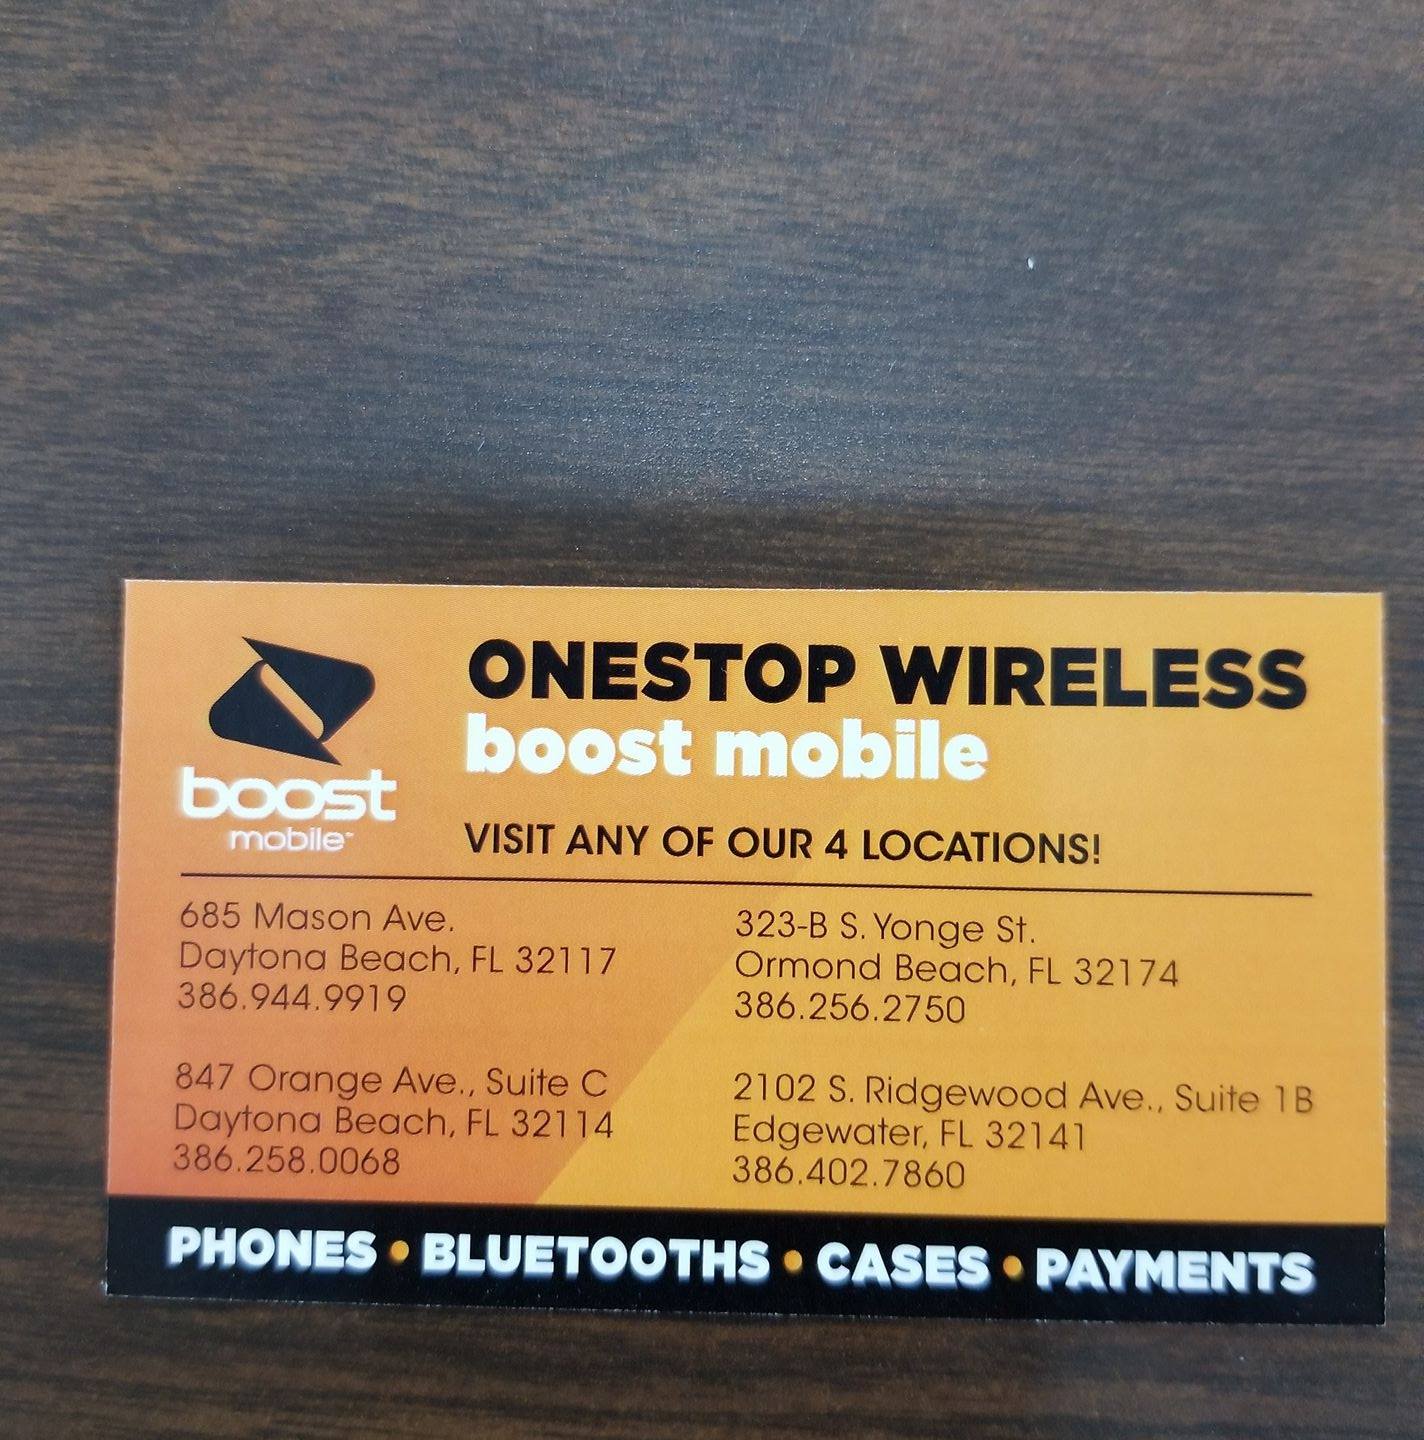 boost
mobile™
ONESTOP WIRELESS
boost mobile
VISIT ANY OF OUR 4 LOCATIONS!
685 Mason Ave.
Daytona Beach, FL 32117
386.944.9919
847 Orange Ave., Suite C
Daytona Beach, FL 32114
386.258.0068
323-B S. Yonge St.
Ormond Beach, FL 32174
386.256.2750
2102 S. Ridgewood Ave., Suite 1B
Edgewater, FL 32141
386.402.7860
PHONES • BLUETOOTHS • CASES • PAYMENTS